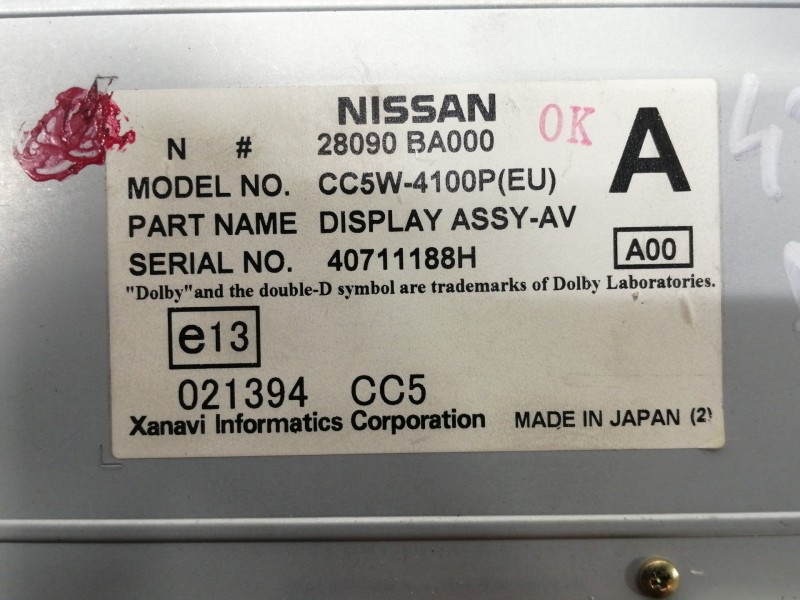 NISSAN
OK
A
N # 28090 BA000
MODEL NO. CC5W-4100P(EU)
PART NAME DISPLAY ASSY-AV
SERIAL NO. 40711188H
A00
"Dolby"and the double-D symbol are trademarks of Dolby Laboratories.
e13
021394 CC5
Xanavi Informatics Corporation MADE IN JAPAN (2)